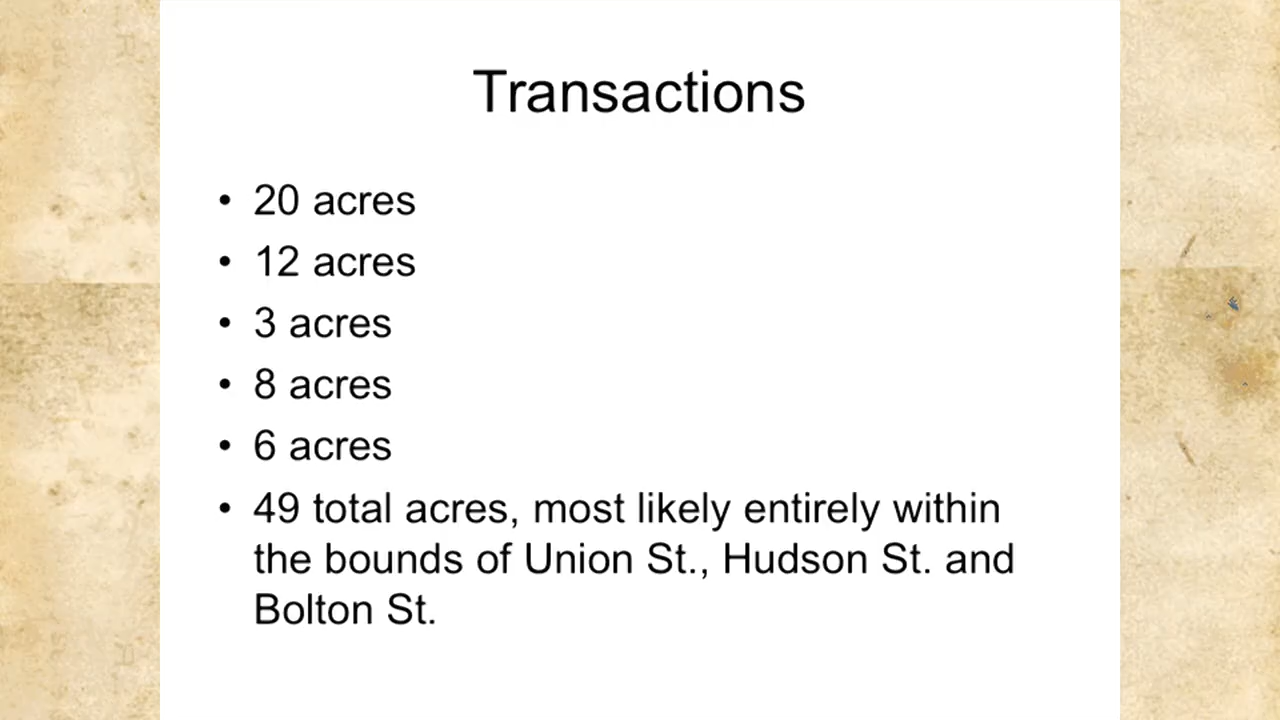 Transactions
• 20 acres
• 12 acres
• 3 acres
• 8 acres
• 6 acres
• 49 total acres, most likely entirely within
the bounds of Union St., Hudson St. and
Bolton St.